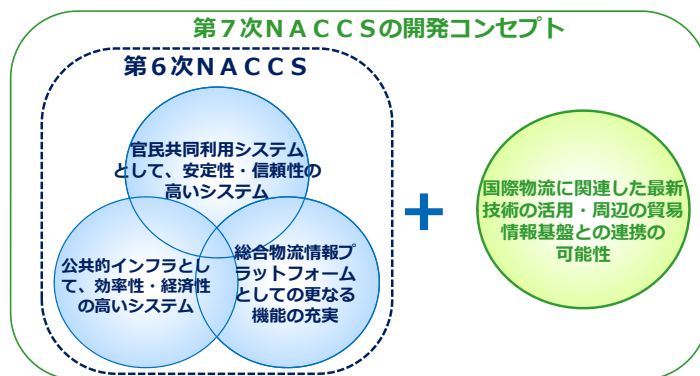 第７次ＮＡＣＣＳの開発コンセプト
第６次ＮＡＣＣＳ
官民共同利用システム
として、安定性・信頼性の
高いシステム
公共的インフラとし
て、効率性・経済性
の高いシステム
総合物流情報プ
ラットフォーム
としての更なる
機能の充実
＋
国際物流に関連した最新
技術の活用・周辺の貿易
情報基盤との連携の
可能性